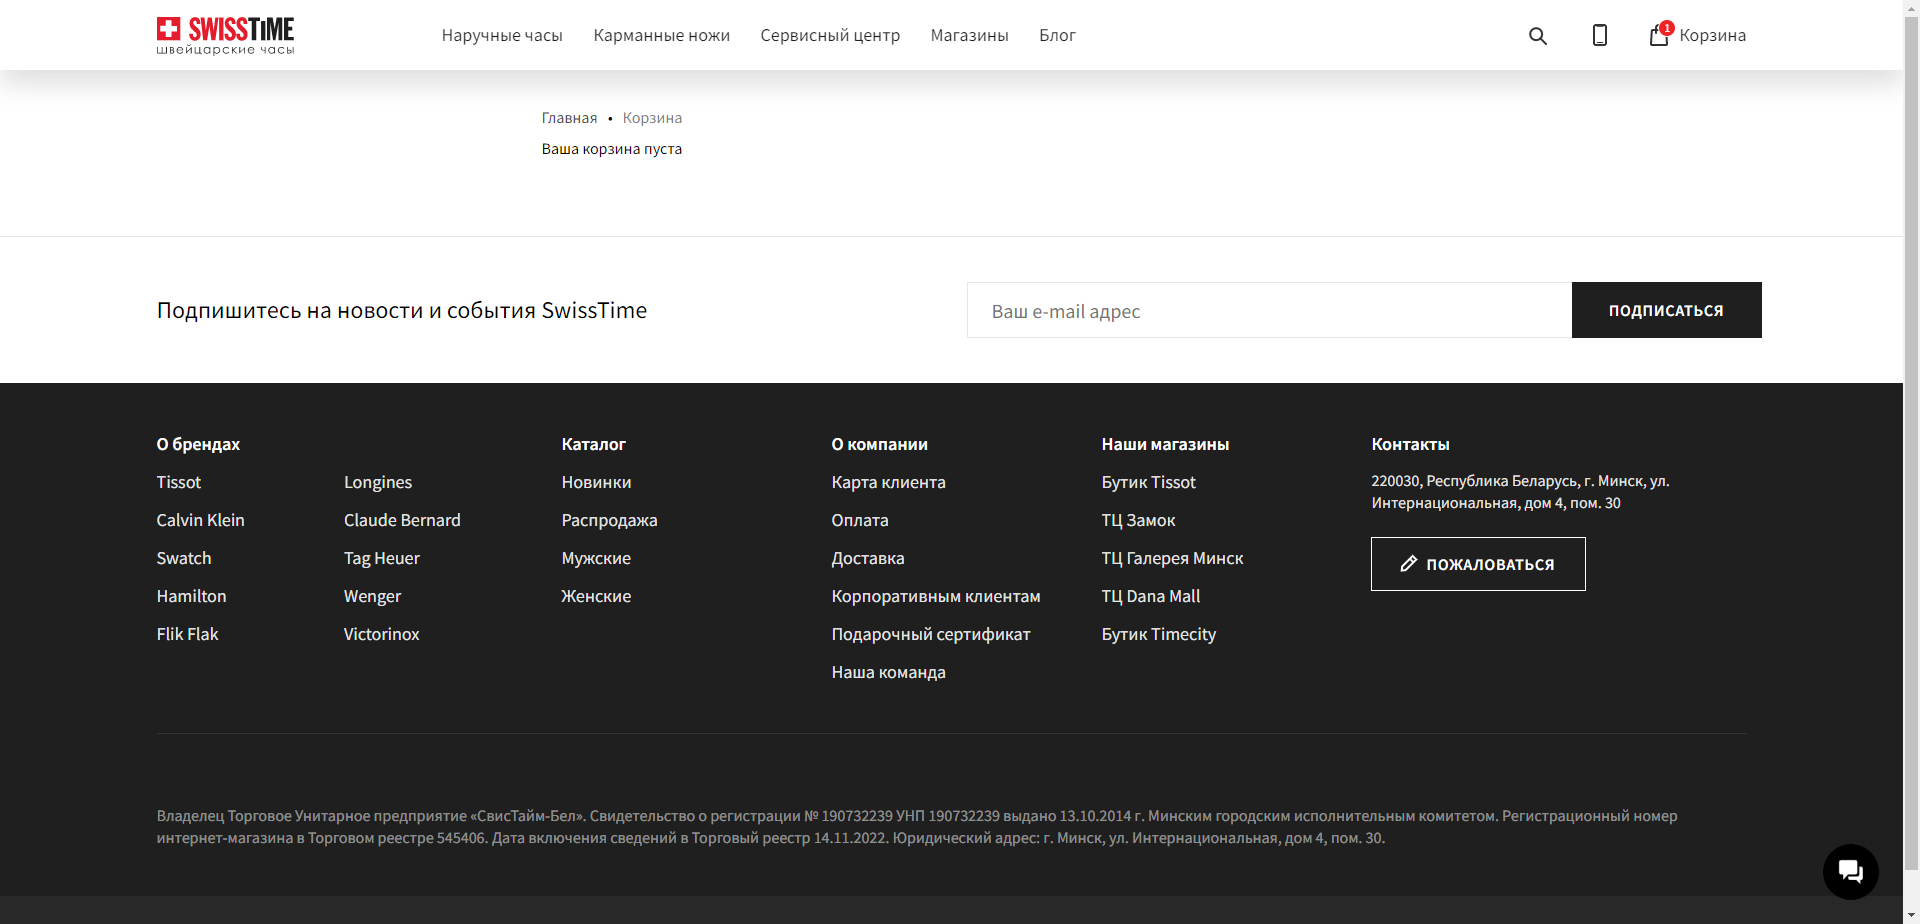 SWISSTIME
швейцарские часы
Наручные часы
Карманные ножи
Сервисный центр
Магазины
Блог
1
Корзина
Главная • Корзина
Ваша корзина пуста
Подпишитесь на новости и события SwissTime
Ваш e-mail адрес
ПОДПИСАТЬСЯ
О брендах
Tissot
Calvin Klein
Swatch
Hamilton
Flik Flak
Longines
Claude Bernard
Tag Heuer
Wenger
Victorinox
Каталог
Новинки
Распродажа
Мужские
Женские
О компании
Карта клиента
Оплата
Доставка
Корпоративным клиентам
Подарочный сертификат
Наша команда
Наши магазины
Бутик Tissot
ТЦ Замок
ТЦ Галерея Минск
ТЦ Dana Mall
Бутик Timecity
Контакты
220030, Республика Беларусь, г. Минск, ул.
Интернациональная, дом 4, пом. 30
ПОЖАЛОВАТЬСЯ
Владелец Торговое Унитарное предприятие «СвисТайм-Бел». Свидетельство о регистрации № 190732239 УНП 190732239 выдано 13.10.2014 г. Минским городским исполнительным комитетом. Регистрационный номер
интернет-магазина в Торговом реестре 545406. Дата включения сведений в Торговый реестр 14.11.2022. Юридический адрес: г. Минск, ул. Интернациональная, дом 4, пом. 30.